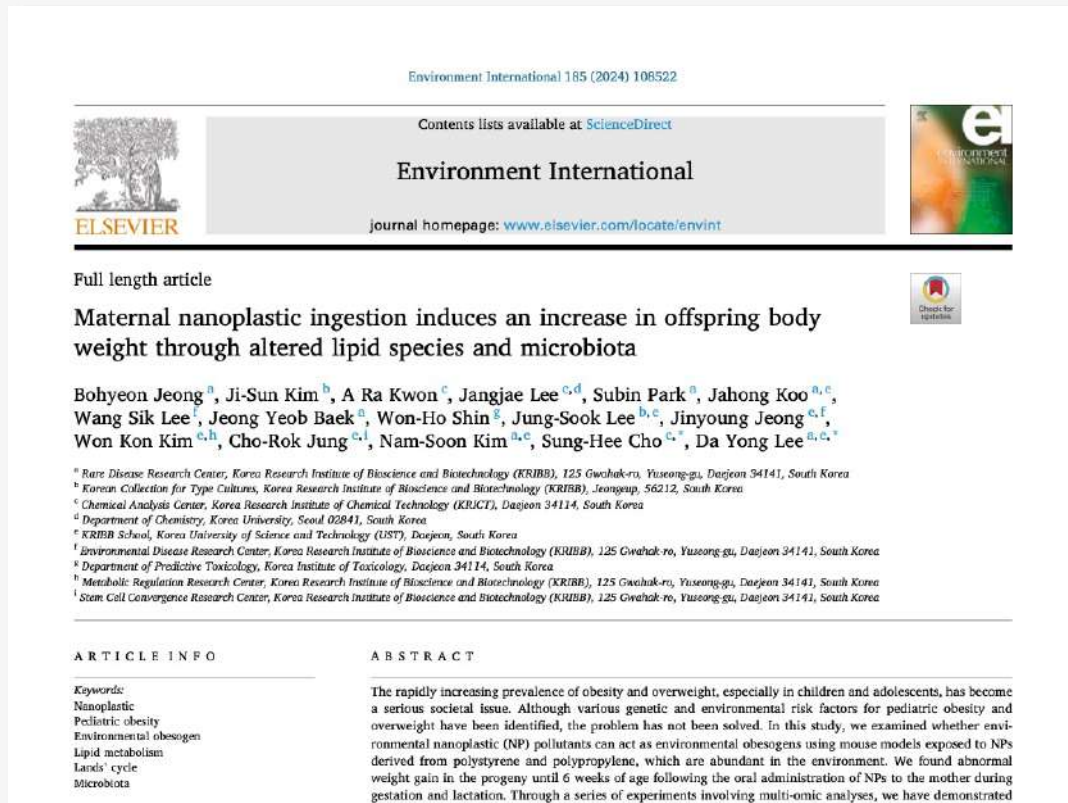 Environment International 185 (2024) 108522
Contents lists available at ScienceDirect
Environment International
journal homepage: www.elsevier.com/locate/envint
ELSEVIER
ei
environment
INTERNATIONAL
Full length article
Check for
updates
Maternal nanoplastic ingestion induces an increase in offspring body
weight through altered lipid species and microbiota
Bohyeon Jeong a, Ji-Sun Kim b, A Ra Kwon c, Jangjae Lee c,d, Subin Park a, Jahong Koo a,e,
Wang Sik Lee f, Jeong Yeob Baek a, Won-Ho Shin g, Jung-Sook Lee b,e, Jinyoung Jeong e,f,
Won Kon Kim e,h, Cho-Rok Jung e,i, Nam-Soon Kim a,e, Sung-Hee Cho c,*, Da Yong Lee a,e,*
a Rare Disease Research Center, Korea Research Institute of Bioscience and Biotechnology (KRIBB), 125 Gwahak-ro, Yuseong-gu, Daejeon 34141, South Korea
b Korean Collection for Type Cultures, Korea Research Institute of Bioscience and Biotechnology (KRIBB), Jeongeup, 56212, South Korea
c Chemical Analysis Center, Korea Research Institute of Chemical Technology (KRICT), Daejeon 34114, South Korea
d Department of Chemistry, Korea University, Seoul 02841, South Korea
e KRIBB School, Korea University of Science and Technology (UST), Daejeon, South Korea
f Environmental Disease Research Center, Korea Research Institute of Bioscience and Biotechnology (KRIBB), 125 Gwahak-ro, Yuseong-gu, Daejeon 34141, South Korea
g Department of Predictive Toxicology, Korea Institute of Toxicology, Daejeon 34114, South Korea
h Metabolic Regulation Research Center, Korea Research Institute of Bioscience and Biotechnology (KRIBB), 125 Gwahak-ro, Yuseong-gu, Daejeon 34141, South Korea
i Stem Cell Convergence Research Center, Korea Research Institute of Bioscience and Biotechnology (KRIBB), 125 Gwahak-ro, Yuseong-gu, Daejeon 34141, South Korea
ARTICLE INFO
Keywords:
Nanoplastic
Pediatric obesity
Environmental obesogen
Lipid metabolism
Lands' cycle
Microbiota
ABSTRACT
The rapidly increasing prevalence of obesity and overweight, especially in children and adolescents, has become
a serious societal issue. Although various genetic and environmental risk factors for pediatric obesity and
overweight have been identified, the problem has not been solved. In this study, we examined whether envi-
ronmental nanoplastic (NP) pollutants can act as environmental obesogens using mouse models exposed to NPs
derived from polystyrene and polypropylene, which are abundant in the environment. We found abnormal
weight gain in the progeny until 6 weeks of age following the oral administration of NPs to the mother during
gestation and lactation. Through a series of experiments involving multi-omic analyses, we have demonstrated